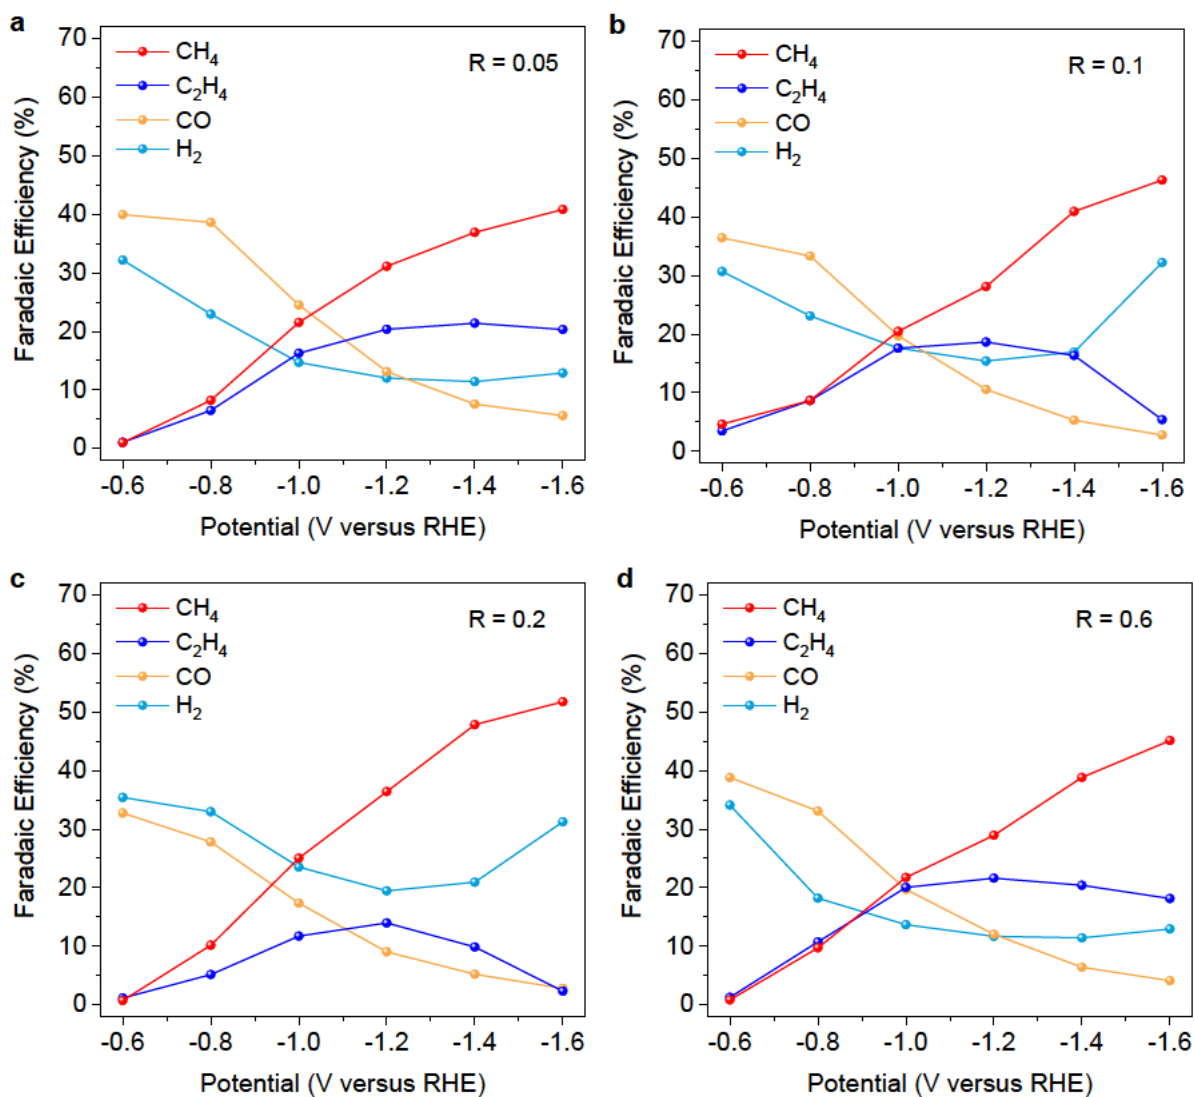 a
70
60
50
40
30
20
10
0
Faradaic Efficiency (%)
CH₄
C₂H₄
CO
H₂
R = 0.05
-0.6 -0.8 -1.0 -1.2 -1.4 -1.6
Potential (V versus RHE)
b
70
60
50
40
30
20
10
0
Faradaic Efficiency (%)
CH₄
C₂H₄
CO
H₂
R = 0.1
-0.6 -0.8 -1.0 -1.2 -1.4 -1.6
Potential (V versus RHE)
c
70
60
50
40
30
20
10
0
Faradaic Efficiency (%)
CH₄
C₂H₄
CO
H₂
R = 0.2
-0.6 -0.8 -1.0 -1.2 -1.4 -1.6
Potential (V versus RHE)
d
70
60
50
40
30
20
10
0
Faradaic Efficiency (%)
CH₄
C₂H₄
CO
H₂
R = 0.6
-0.6 -0.8 -1.0 -1.2 -1.4 -1.6
Potential (V versus RHE)